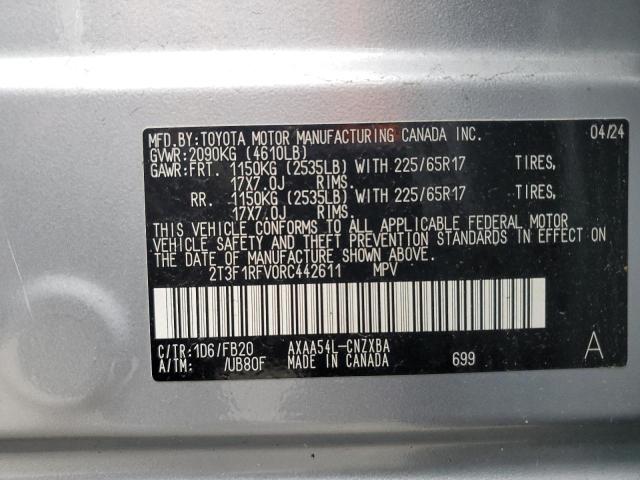 MFD.BY:TOYOTA MOTOR MANUFACTURING CANADA INC. 04/24
GVWR:2090KG (4610LB)
GAWR:FRT. 1150KG (2535LB) WITH 225/65R17 TIRES,
17X7.0J RIMS.
RR. 1150KG (2535LB) WITH 225/65R17 TIRES,
17X7.0J RIMS.
THIS VEHICLE CONFORMS TO ALL APPLICABLE FEDERAL MOTOR
VEHICLE SAFETY AND THEFT PREVENTION STANDARDS IN EFFECT ON
THE DATE OF MANUFACTURE SHOWN ABOVE.
2T3F1RFV0RC442611 MPV
C/TR:1D6/FB20 AXAA54L-CNZXBA A
A/TM: /UB80F MADE IN CANADA 699